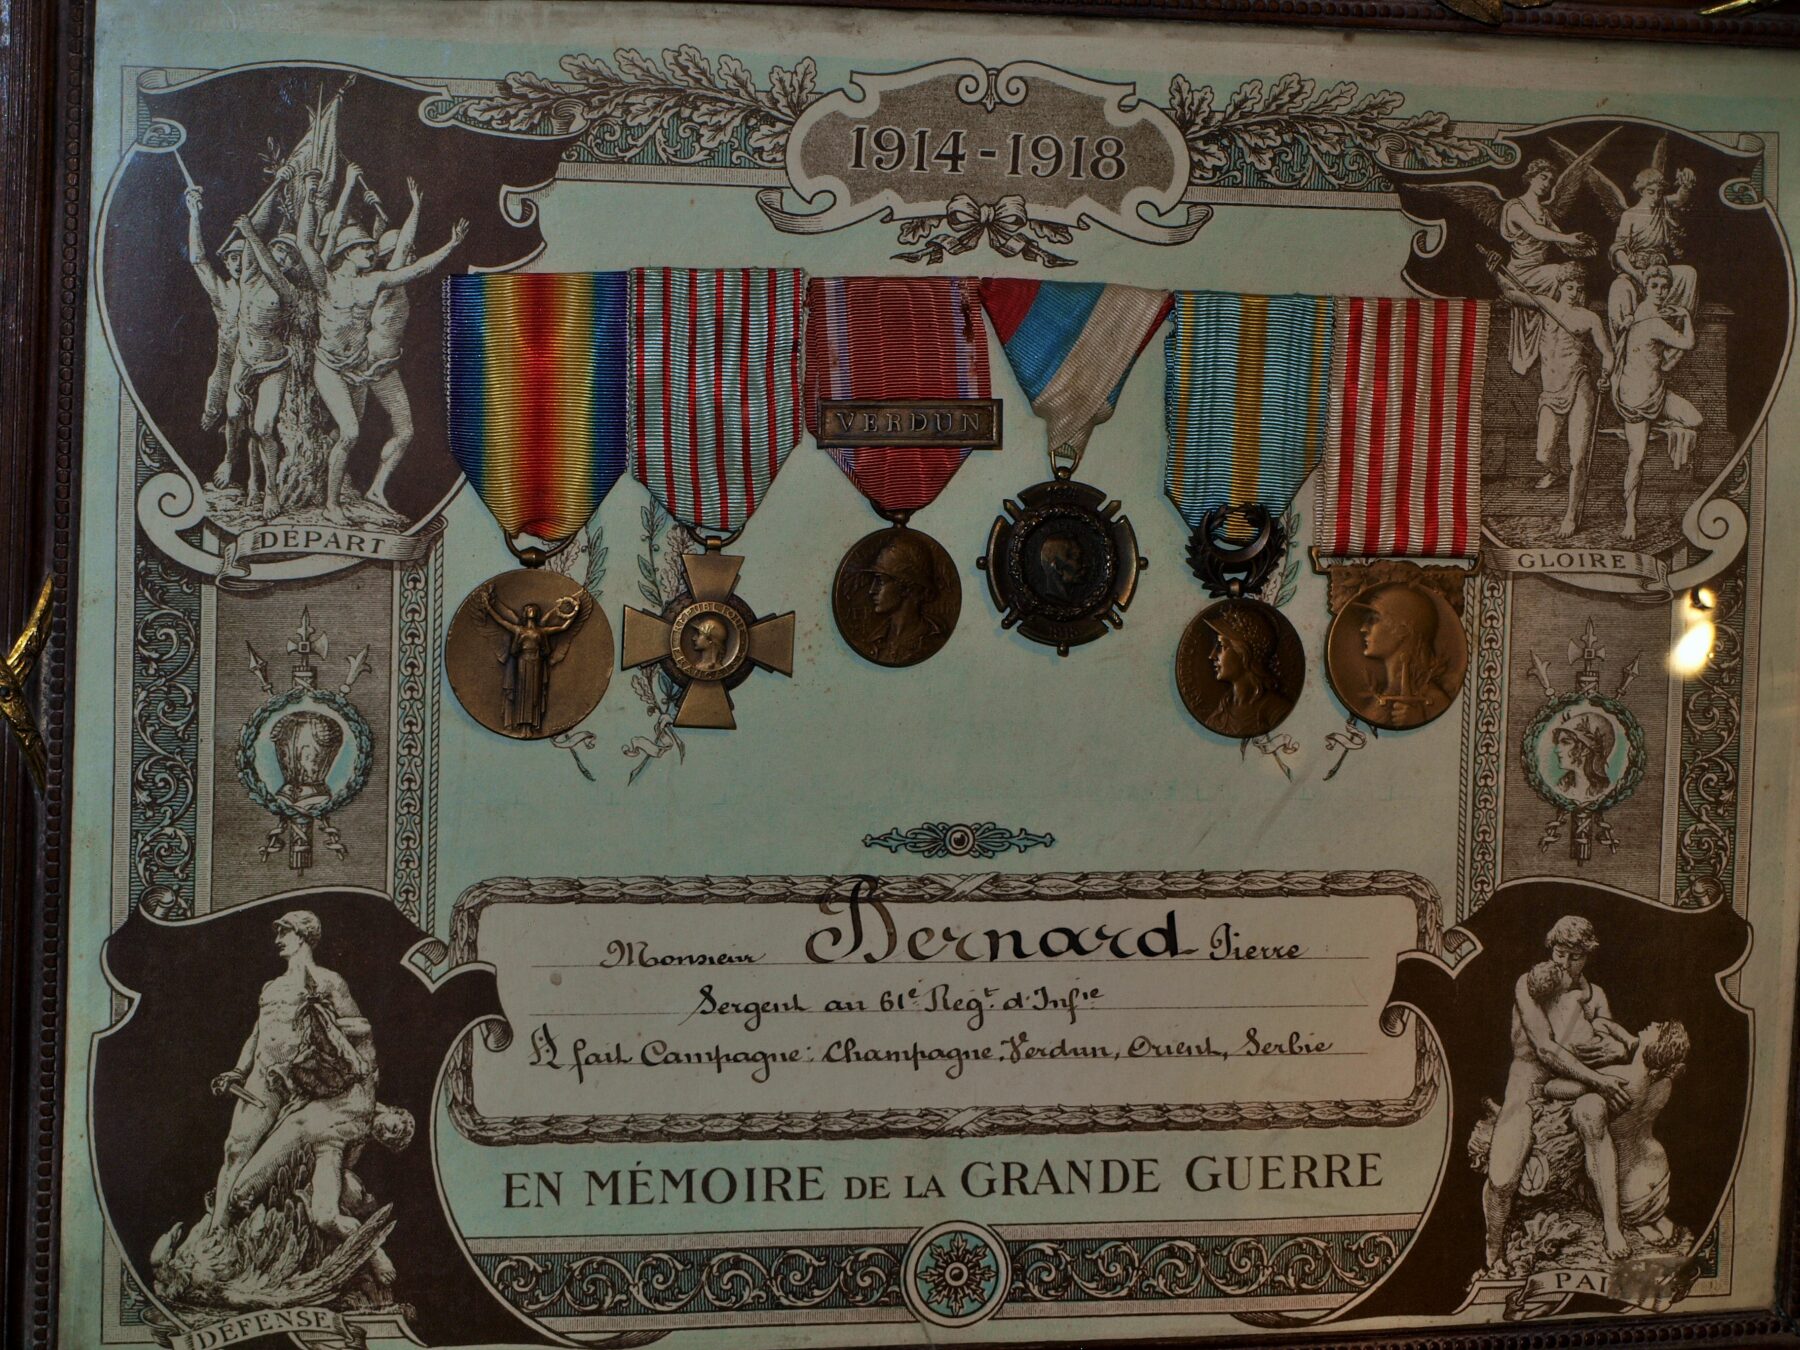 1914-1918
DEPART
GLOIRE
VERDUN
Monsieur Bernard Pierre
Sergent au 61e Regt. d'Infie
A fait Campagne: Champagne, Verdun, Orient, Serbie
EN MÉMOIRE DE LA GRANDE GUERRE
DÉFENSE